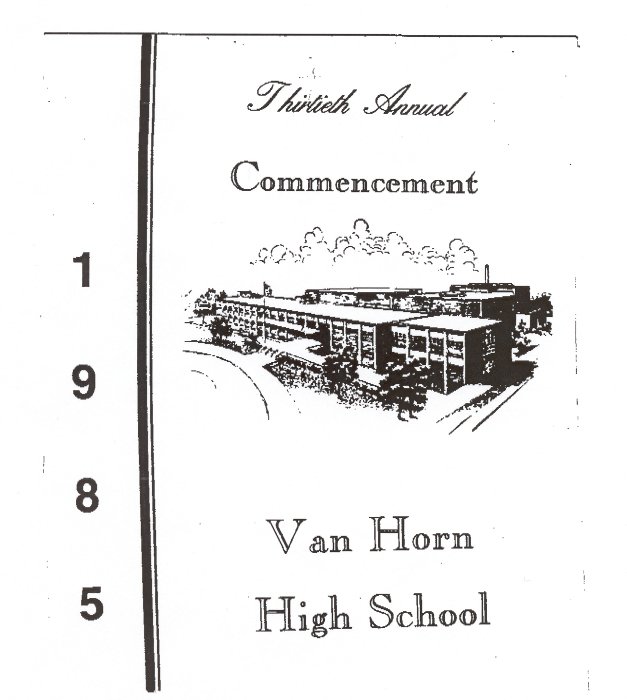 Thirtieth Annual
Commencement
1
9
8
5
Van Horn
High School